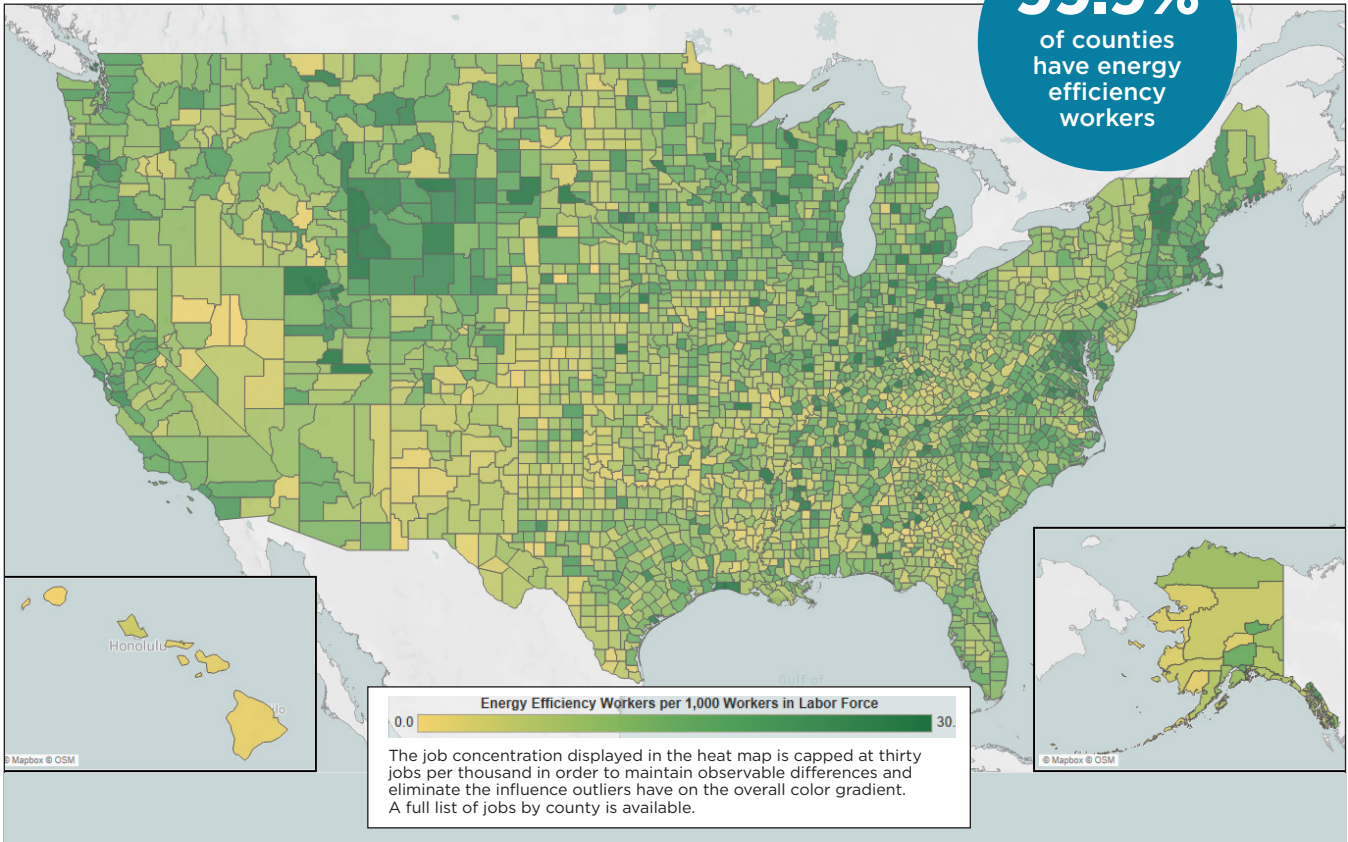 of counties
have energy
efficiency
workers
Honolulu
Gulf of
Energy Efficiency Workers per 1,000 Workers in Labor Force
0.0
30.
The job concentration displayed in the heat map is capped at thirty
jobs per thousand in order to maintain observable differences and
eliminate the influence outliers have on the overall color gradient.
A full list of jobs by county is available.
© Mapbox © OSM
© Mapbox © OSM